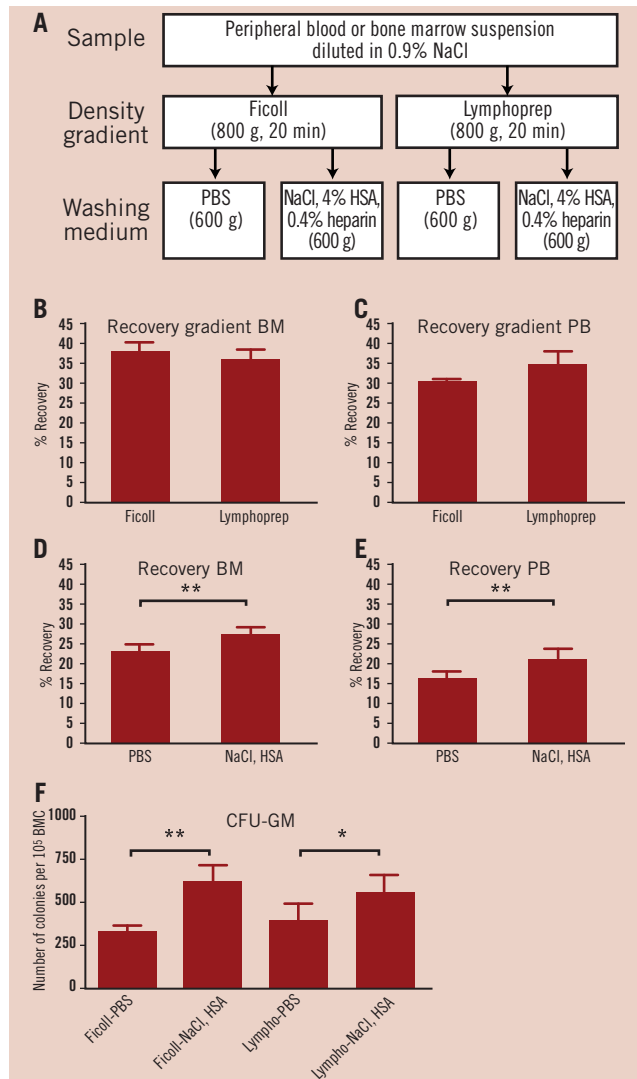 A
Sample
Peripheral blood or bone marrow suspension
diluted in 0.9% NaCl
Density
gradient
Ficoll
(800 g, 20 min)
Lymphoprep
(800 g, 20 min)
Washing
medium
PBS
(600 g)
NaCl, 4% HSA,
0.4% heparin
(600 g)
PBS
(600 g)
NaCl, 4% HSA,
0.4% heparin
(600 g)
B
Recovery gradient BM
% Recovery
45
40
35
30
25
20
15
10
5
0
Ficoll
Lymphoprep
C
Recovery gradient PB
% Recovery
45
40
35
30
25
20
15
10
5
0
Ficoll
Lymphoprep
D
Recovery BM
**
% Recovery
45
40
35
30
25
20
15
10
5
0
PBS
NaCl, HSA
E
Recovery PB
**
% Recovery
45
40
35
30
25
20
15
10
5
0
PBS
NaCl, HSA
F
CFU-GM
**
*
Number of colonies per 10⁵ BMC
1000
750
500
250
0
Ficoll-PBS
Ficoll-NaCl, HSA
Lympho-PBS
Lympho-NaCl, HSA